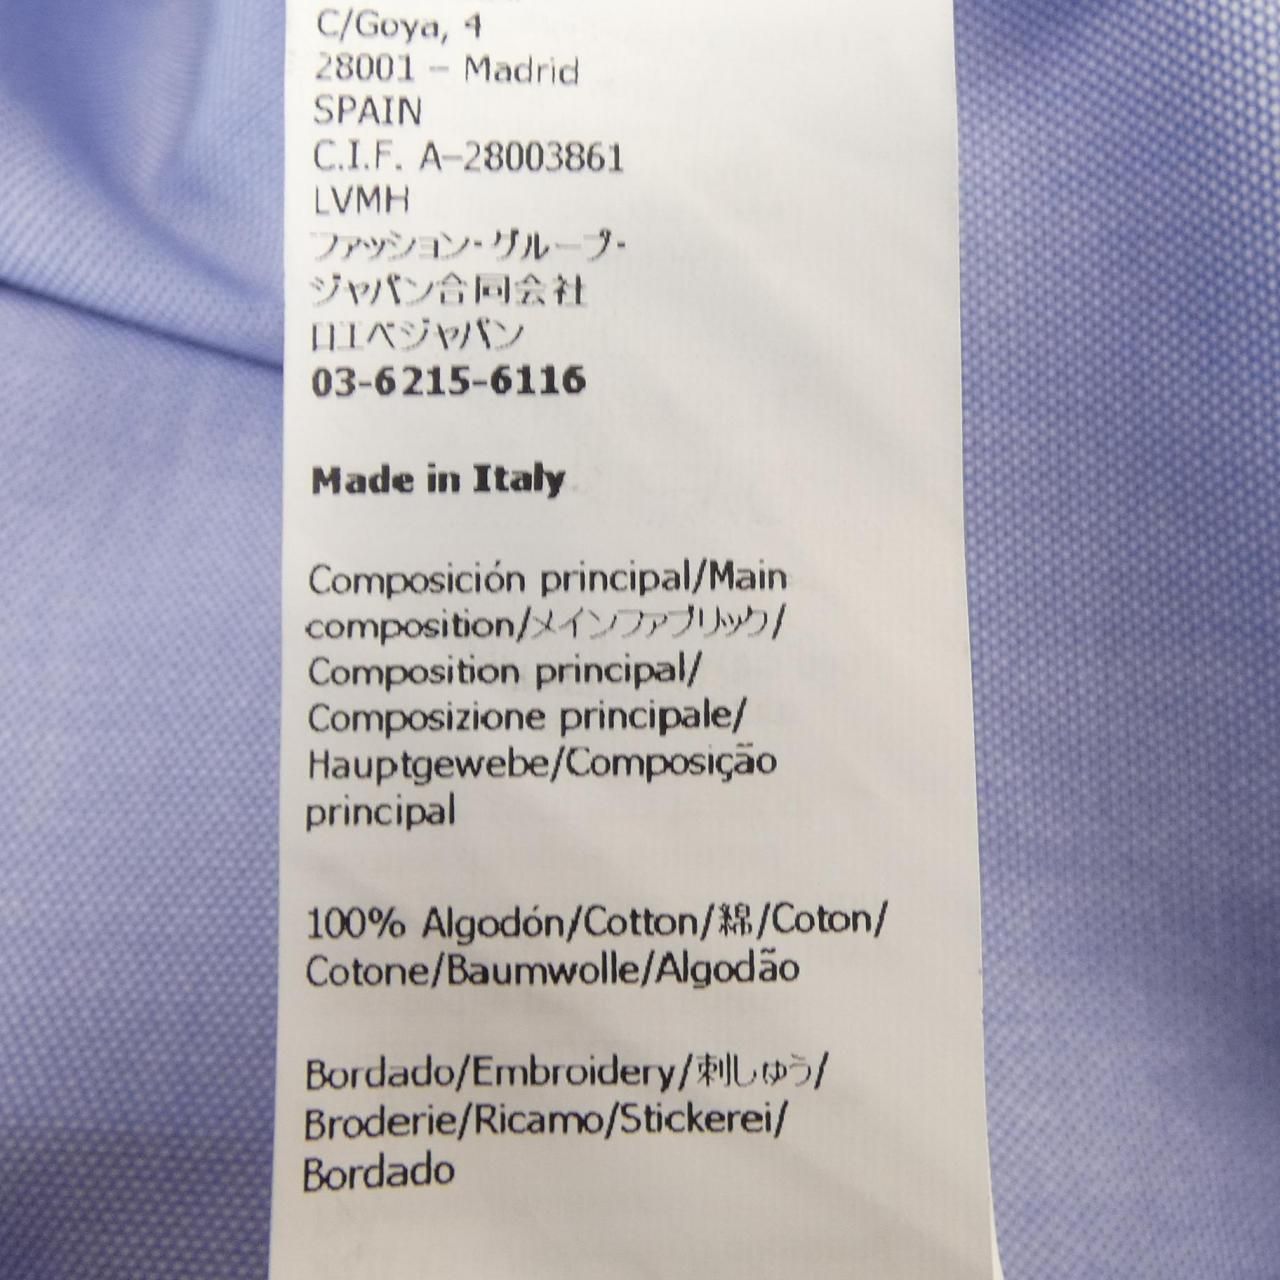 C/Goya, 4
28001 – Madrid
SPAIN
C.I.F. A–28003861
LVMH
ファッション・グループ・
ジャパン合同会社
ロエベジャパン
03-6215-6116
Made in Italy
Composición principal/Main
composition/メインファブリック/
Composition principal/
Composizione principale/
Hauptgewebe/Composição
principal
100% Algodón/Cotton/綿/Coton/
Cotone/Baumwolle/Algodão
Bordado/Embroidery/刺しゅう/
Broderie/Ricamo/Stickerei/
Bordado